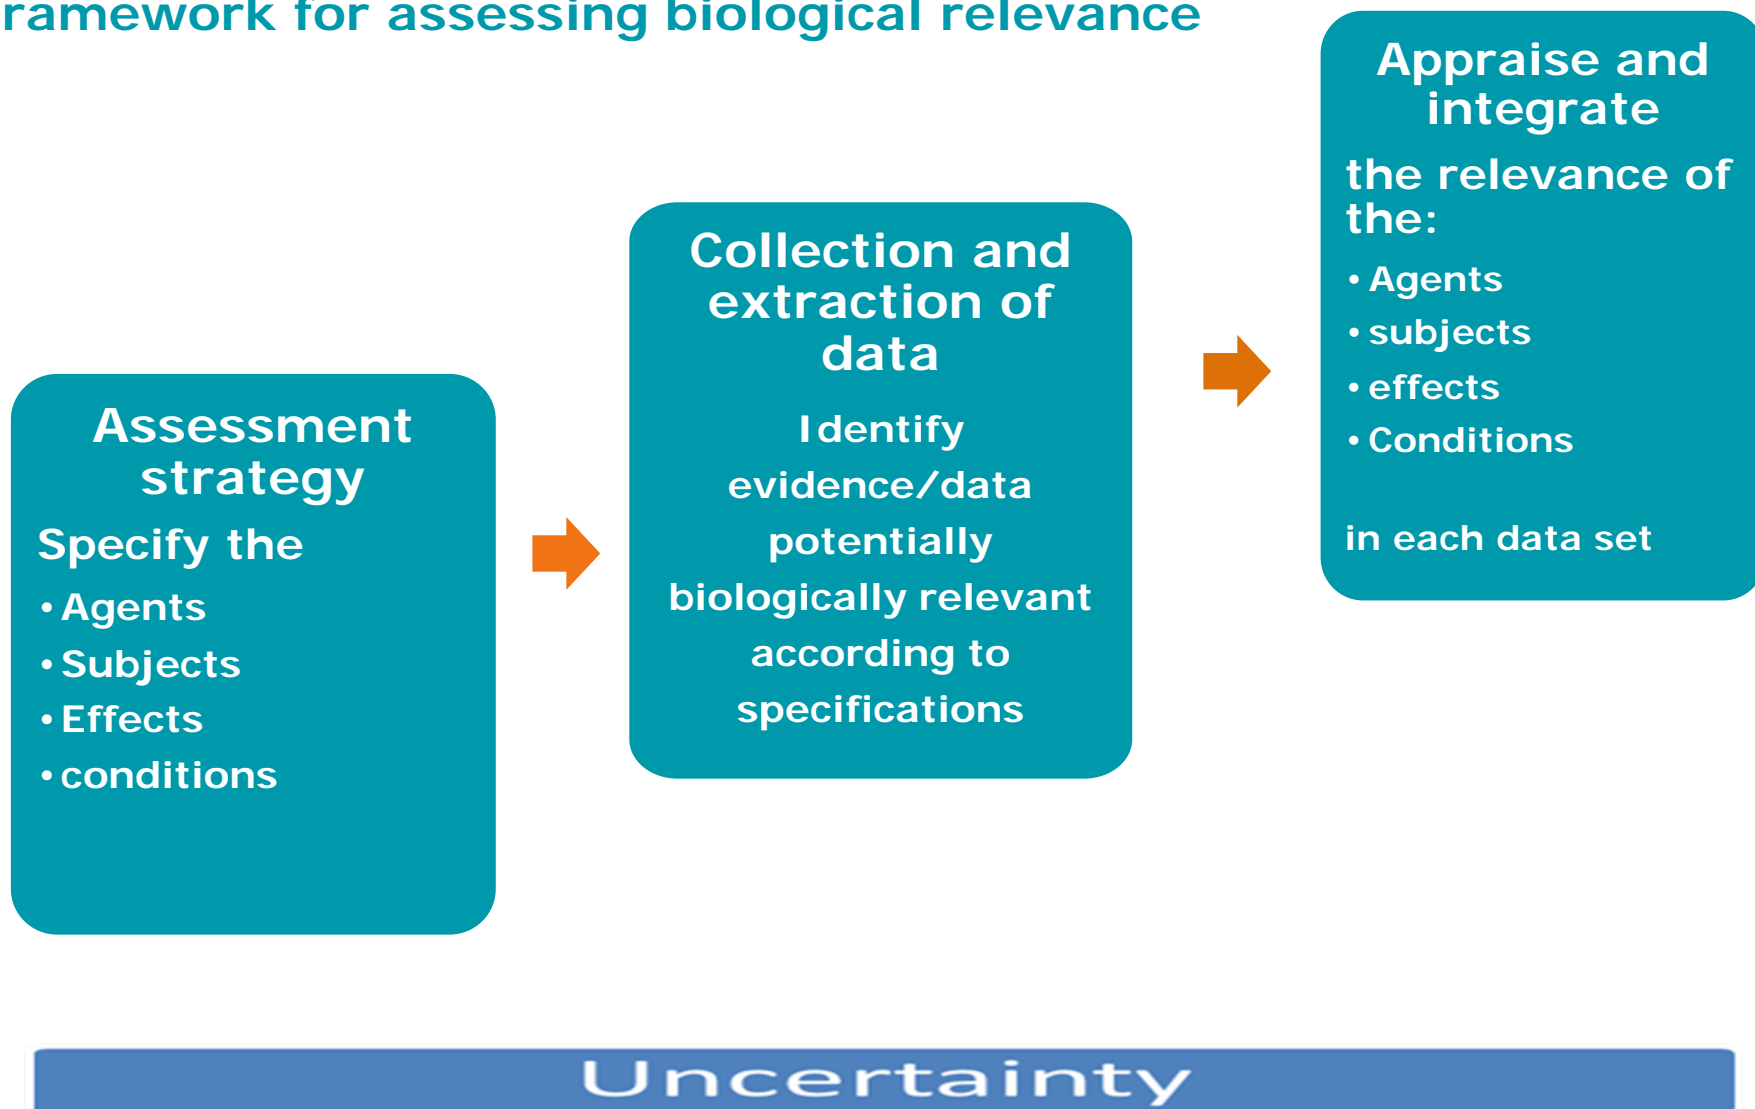 ramework for assessing biological relevance
Assessment
strategy
Specify the
• Agents
• Subjects
• Effects
• conditions
Collection and
extraction of
data
Identify
evidence/data
potentially
biologically relevant
according to
specifications
Appraise and
integrate
the relevance of
the:
• Agents
• subjects
• effects
• Conditions
in each data set
Uncertainty